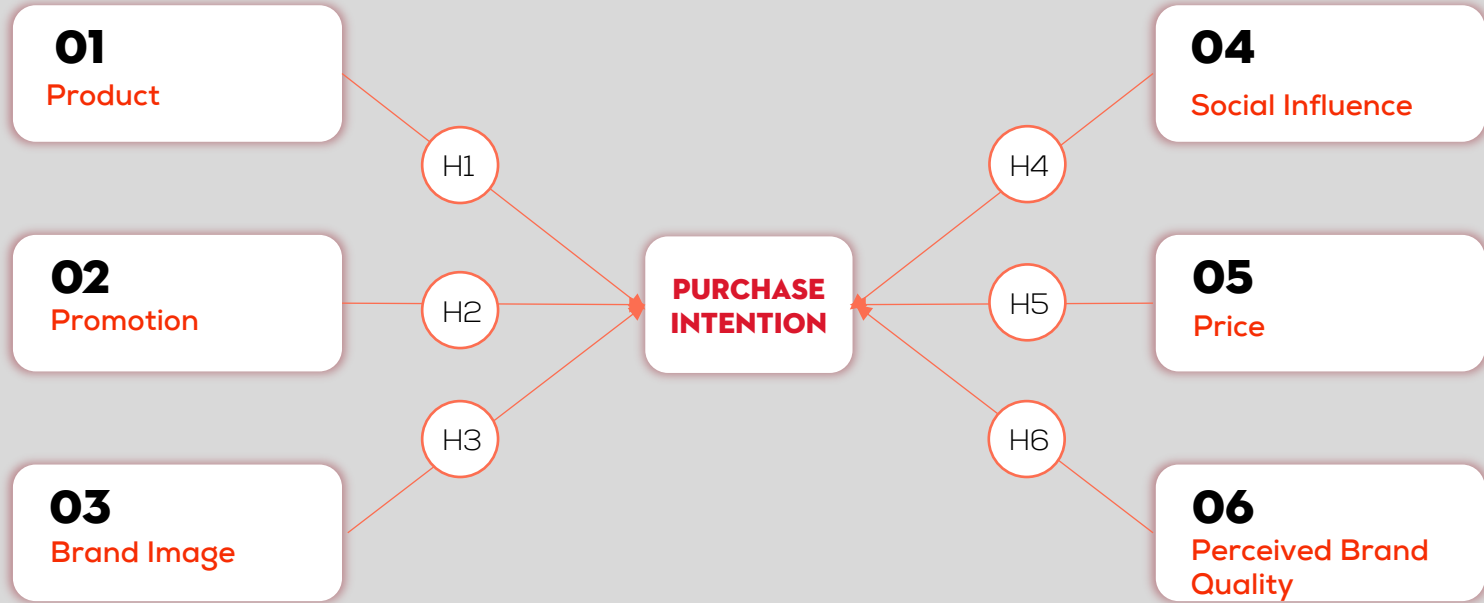 01
Product
02
Promotion
03
Brand Image
H1
H2
H3
PURCHASE
INTENTION
H4
H5
H6
04
Social Influence
05
Price
06
Perceived Brand
Quality